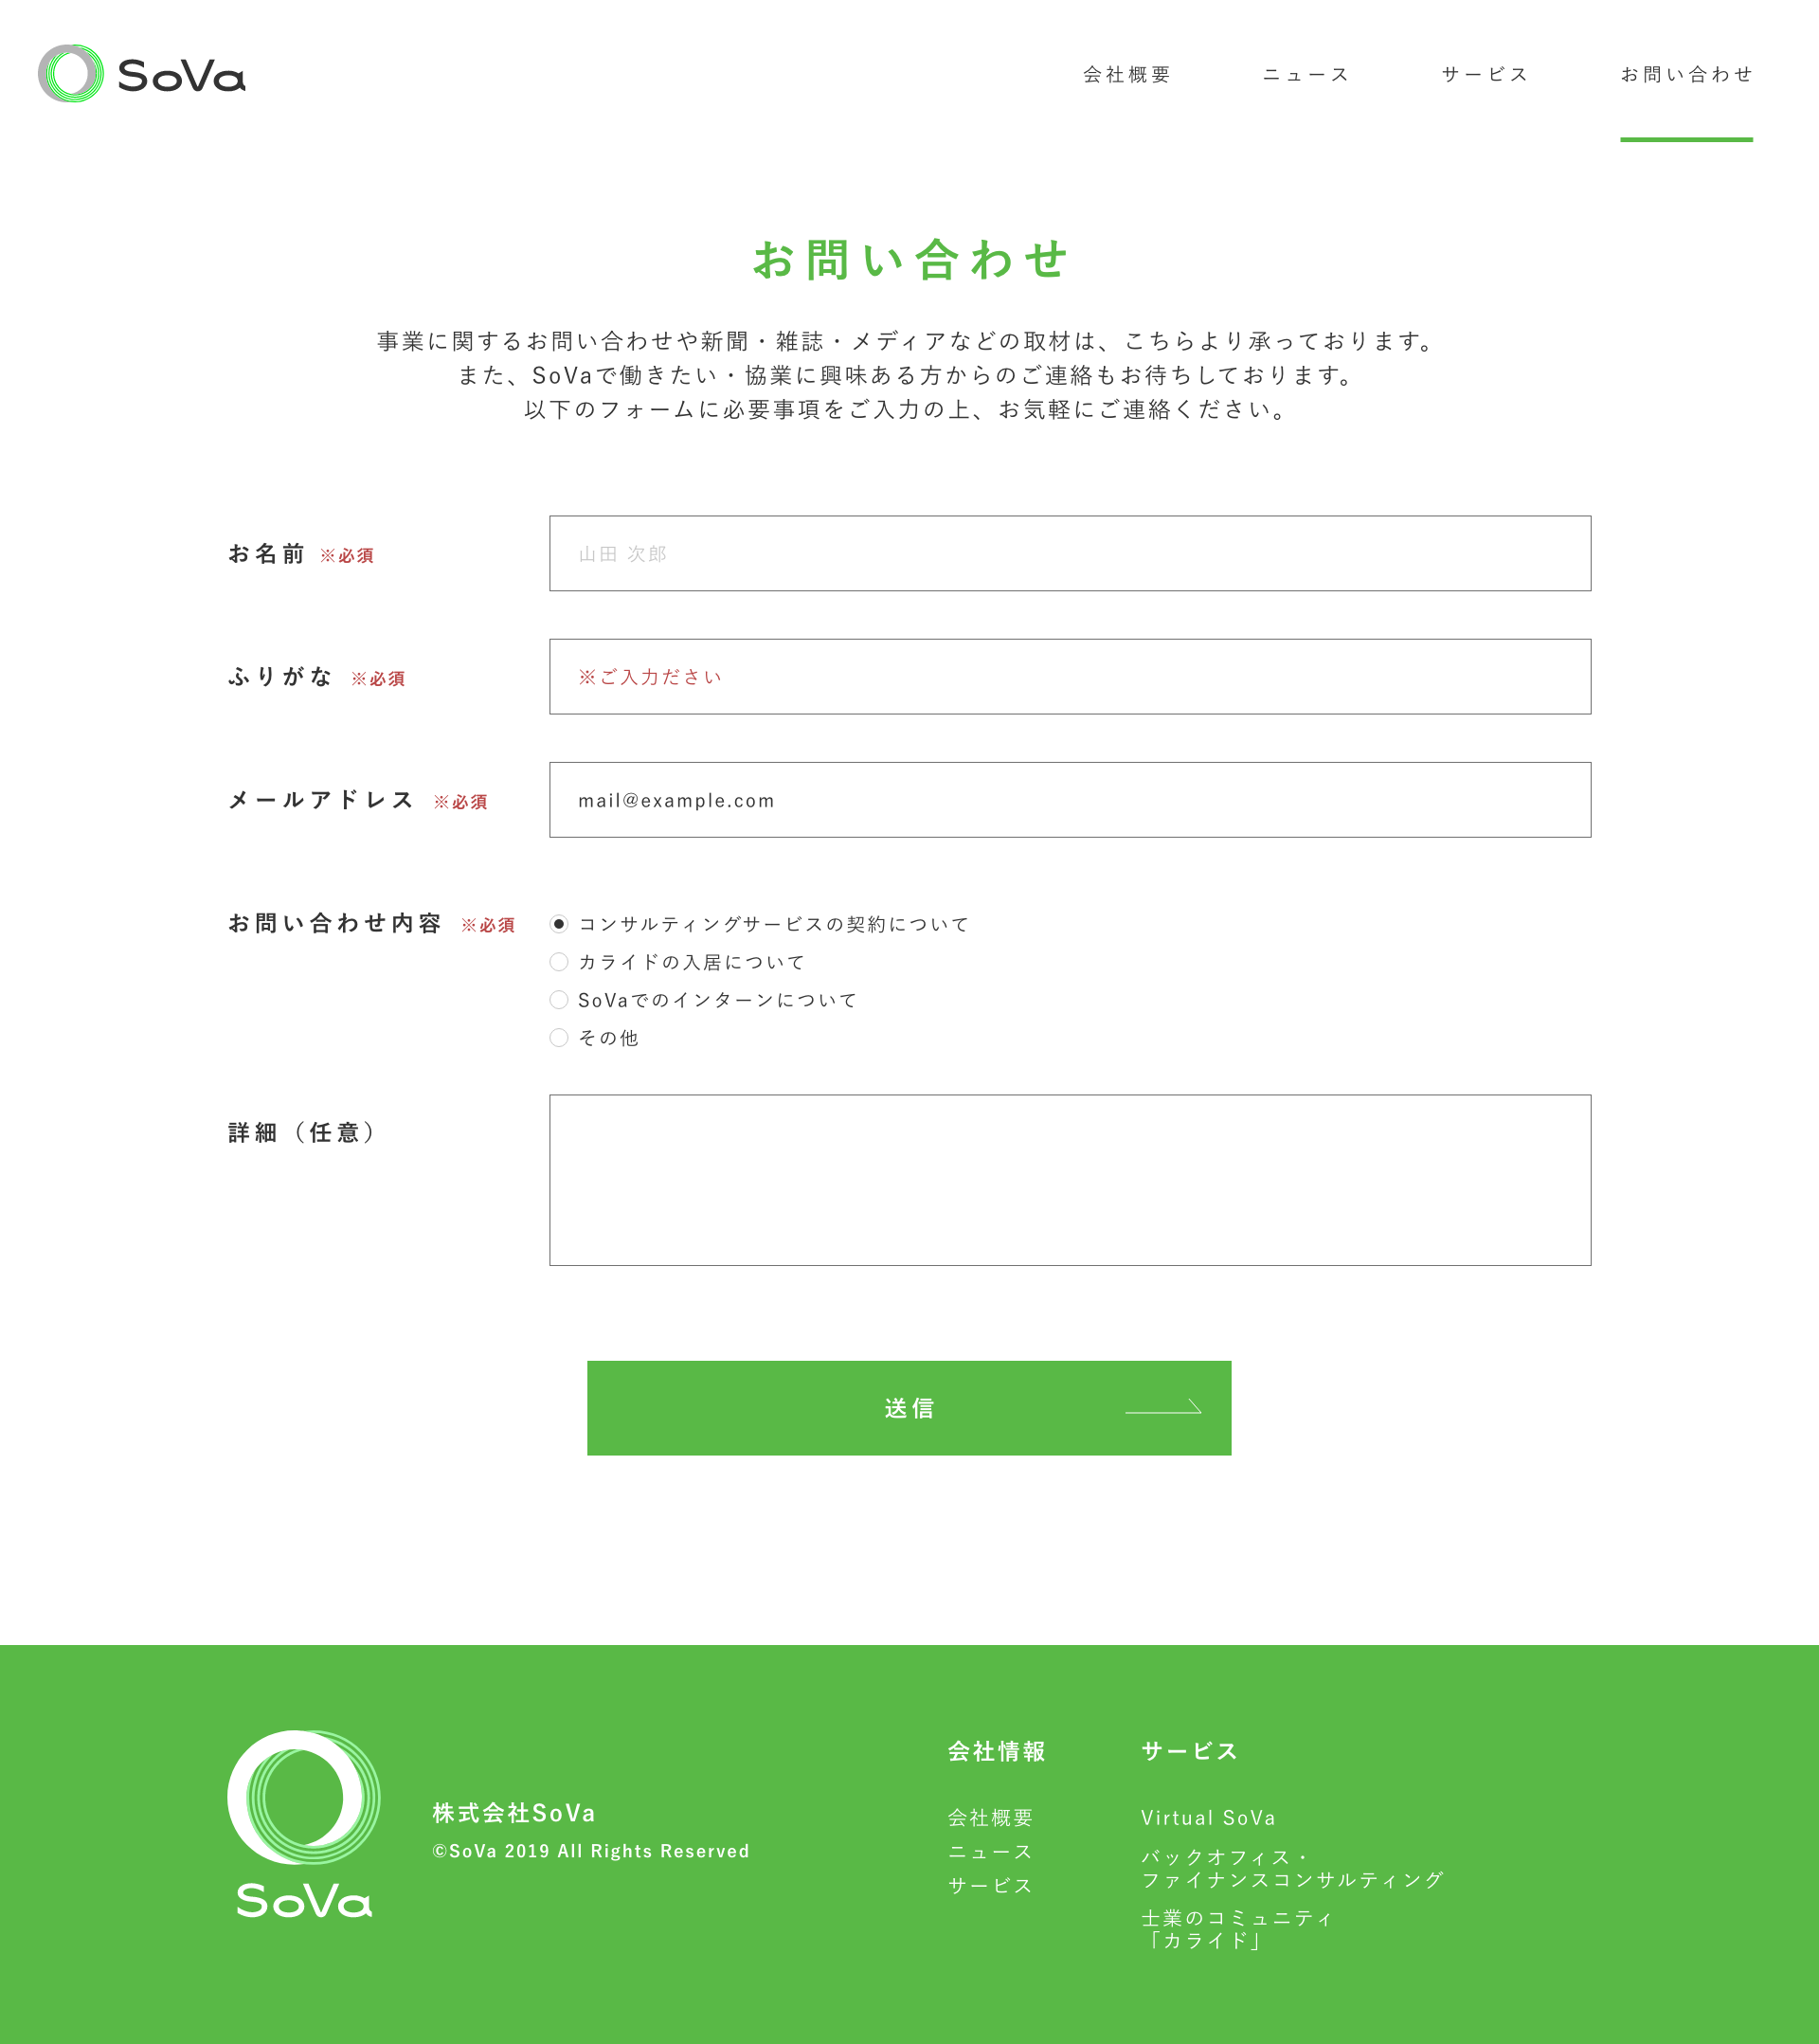 SoVa
会社概要
ニュース
サービス
お問い合わせ
お問い合わせ
事業に関するお問い合わせや新聞・雑誌・メディアなどの取材は、こちらより承っております。
また、SoVaで働きたい・協業に興味ある方からのご連絡もお待ちしております。
以下のフォームに必要事項をご入力の上、お気軽にご連絡ください。
お名前 ※必須
山田 次郎
ふりがな ※必須
※ご入力ださい
メールアドレス ※必須
mail@example.com
お問い合わせ内容 ※必須
コンサルティングサービスの契約について
カライドの入居について
SoVaでのインターンについて
その他
詳細（任意）
送信
SoVa
株式会社SoVa
©SoVa 2019 All Rights Reserved
会社情報
会社概要
ニュース
サービス
サービス
Virtual SoVa
バックオフィス・
ファイナンスコンサルティング
士業のコミュニティ
「カライド」